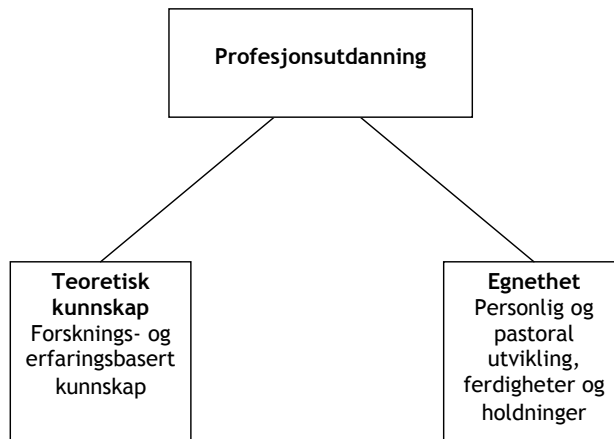 Profesjonsutdanning
Teoretisk
kunnskap
Forsknings- og
erfaringsbasert
kunnskap
Egnethet
Personlig og
pastoral
utvikling,
ferdigheter og
holdninger